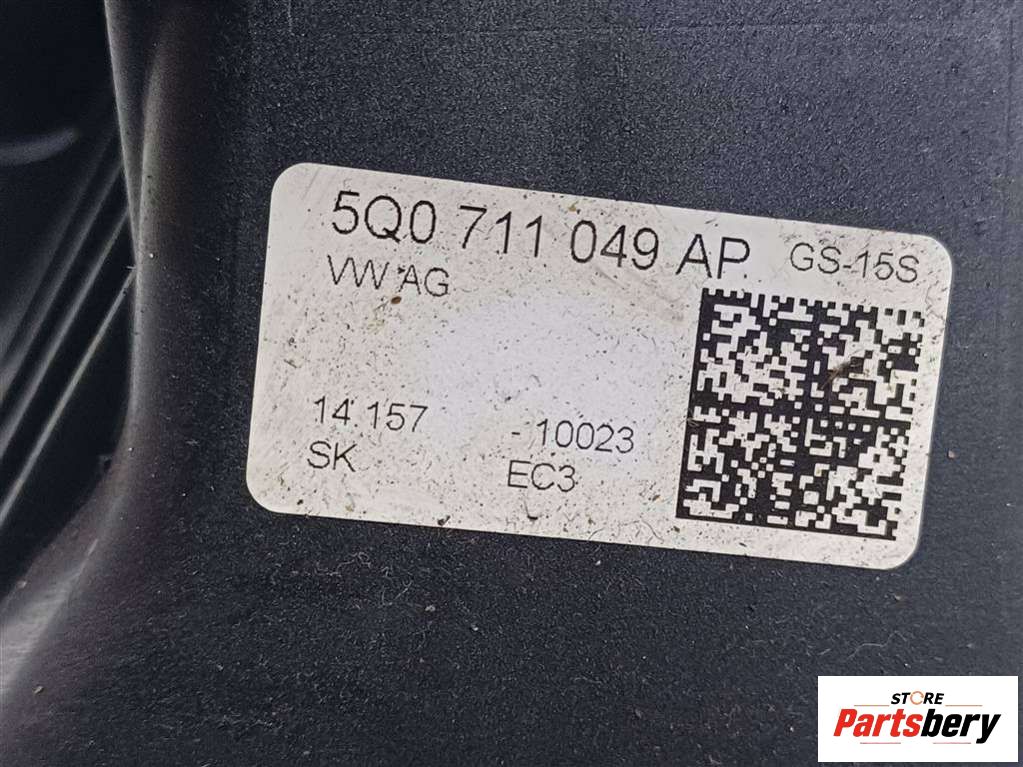 5Q0 711 049 AP GS-15S
VW AG
14.157 - 10023
SK EC3
STORE
Partsbery